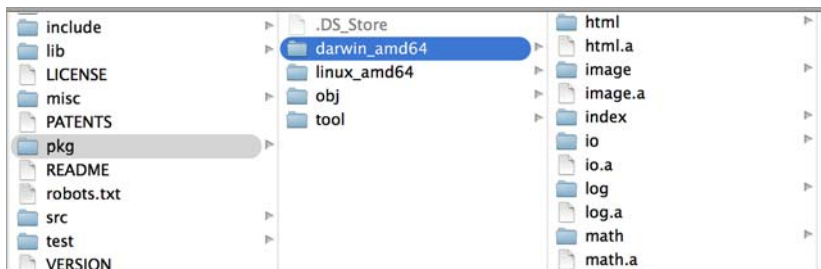 include
lib
LICENSE
misc
PATENTS
pkg
README
robots.txt
src
test
VERSION
.DS_Store
darwin_amd64
linux_amd64
obj
tool
html
html.a
image
image.a
index
io
io.a
log
log.a
math
math.a